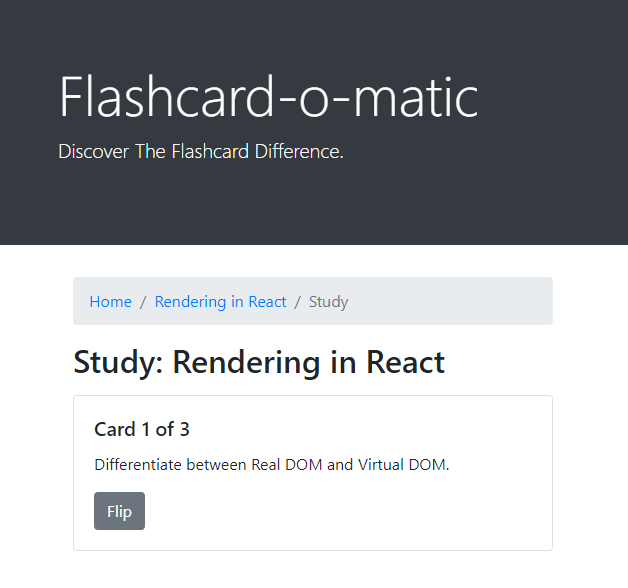 Flashcard-o-matic
Discover The Flashcard Difference.
Home / Rendering in React / Study
Study: Rendering in React
Card 1 of 3
Differentiate between Real DOM and Virtual DOM.
Flip